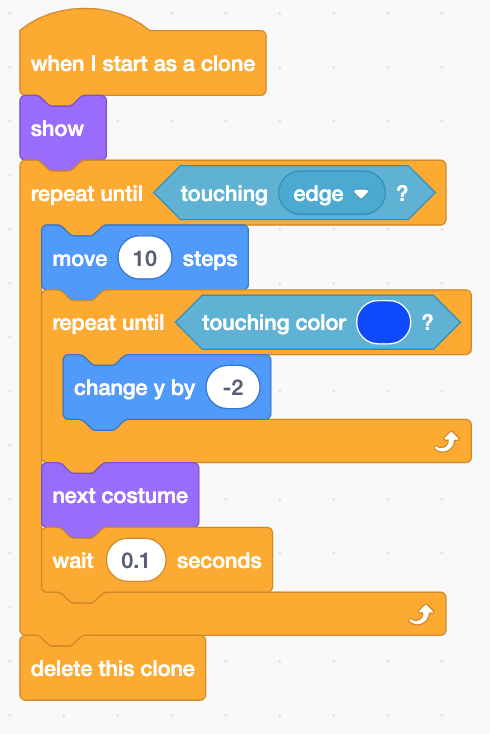 when I start as a clone
show
repeat until touching edge ?
move 10 steps
repeat until touching color ?
change y by -2
next costume
wait 0.1 seconds
delete this clone